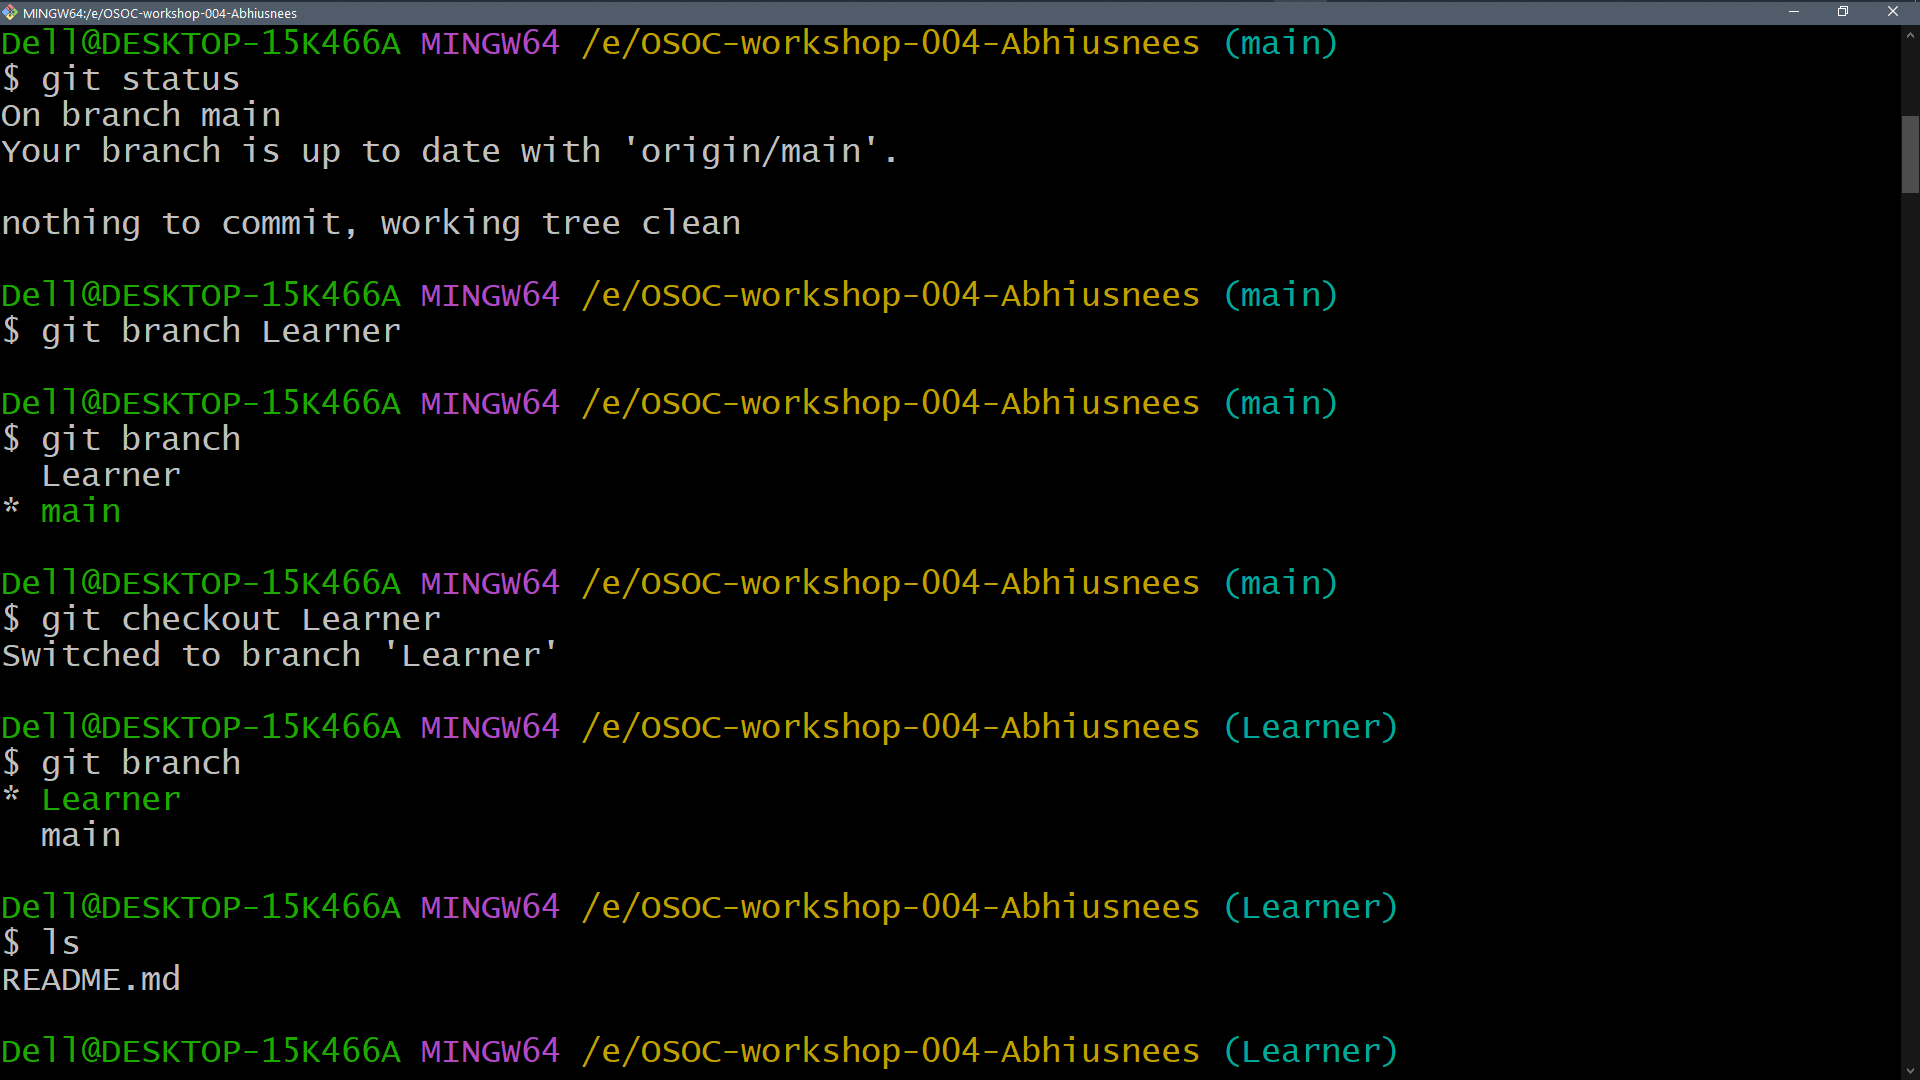 MINGW64:/e/OSOC-workshop-004-Abhiusnees
Dell@DESKTOP-15K466A MINGW64 /e/OSOC-workshop-004-Abhiusnees (main)
$ git status
On branch main
Your branch is up to date with 'origin/main'.
nothing to commit, working tree clean
Dell@DESKTOP-15K466A MINGW64 /e/OSOC-workshop-004-Abhiusnees (main)
$ git branch Learner
Dell@DESKTOP-15K466A MINGW64 /e/OSOC-workshop-004-Abhiusnees (main)
$ git branch
  Learner
* main
Dell@DESKTOP-15K466A MINGW64 /e/OSOC-workshop-004-Abhiusnees (main)
$ git checkout Learner
Switched to branch 'Learner'
Dell@DESKTOP-15K466A MINGW64 /e/OSOC-workshop-004-Abhiusnees (Learner)
$ git branch
* Learner
  main
Dell@DESKTOP-15K466A MINGW64 /e/OSOC-workshop-004-Abhiusnees (Learner)
$ ls
README.md
Dell@DESKTOP-15K466A MINGW64 /e/OSOC-workshop-004-Abhiusnees (Learner)